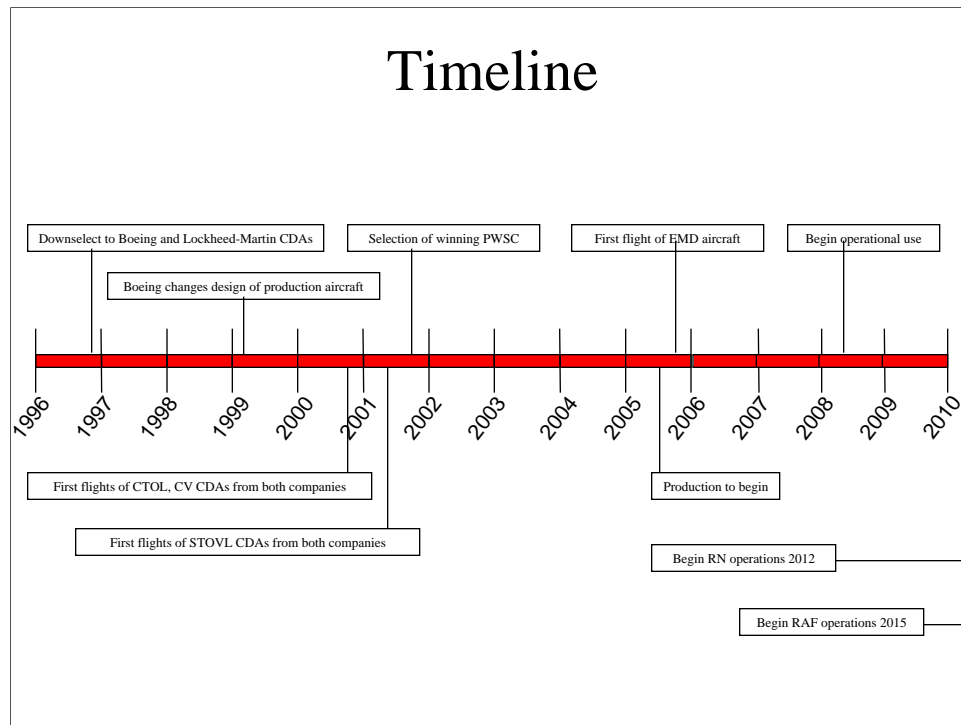 Timeline
Downselect to Boeing and Lockheed-Martin CDAs
Selection of winning PWSC
First flight of EMD aircraft
Begin operational use
Boeing changes design of production aircraft
1996
1997
1998
1999
2000
2001
2002
2003
2004
2005
2006
2007
2008
2009
2010
First flights of CTOL, CV CDAs from both companies
Production to begin
First flights of STOVL CDAs from both companies
Begin RN operations 2012
Begin RAF operations 2015